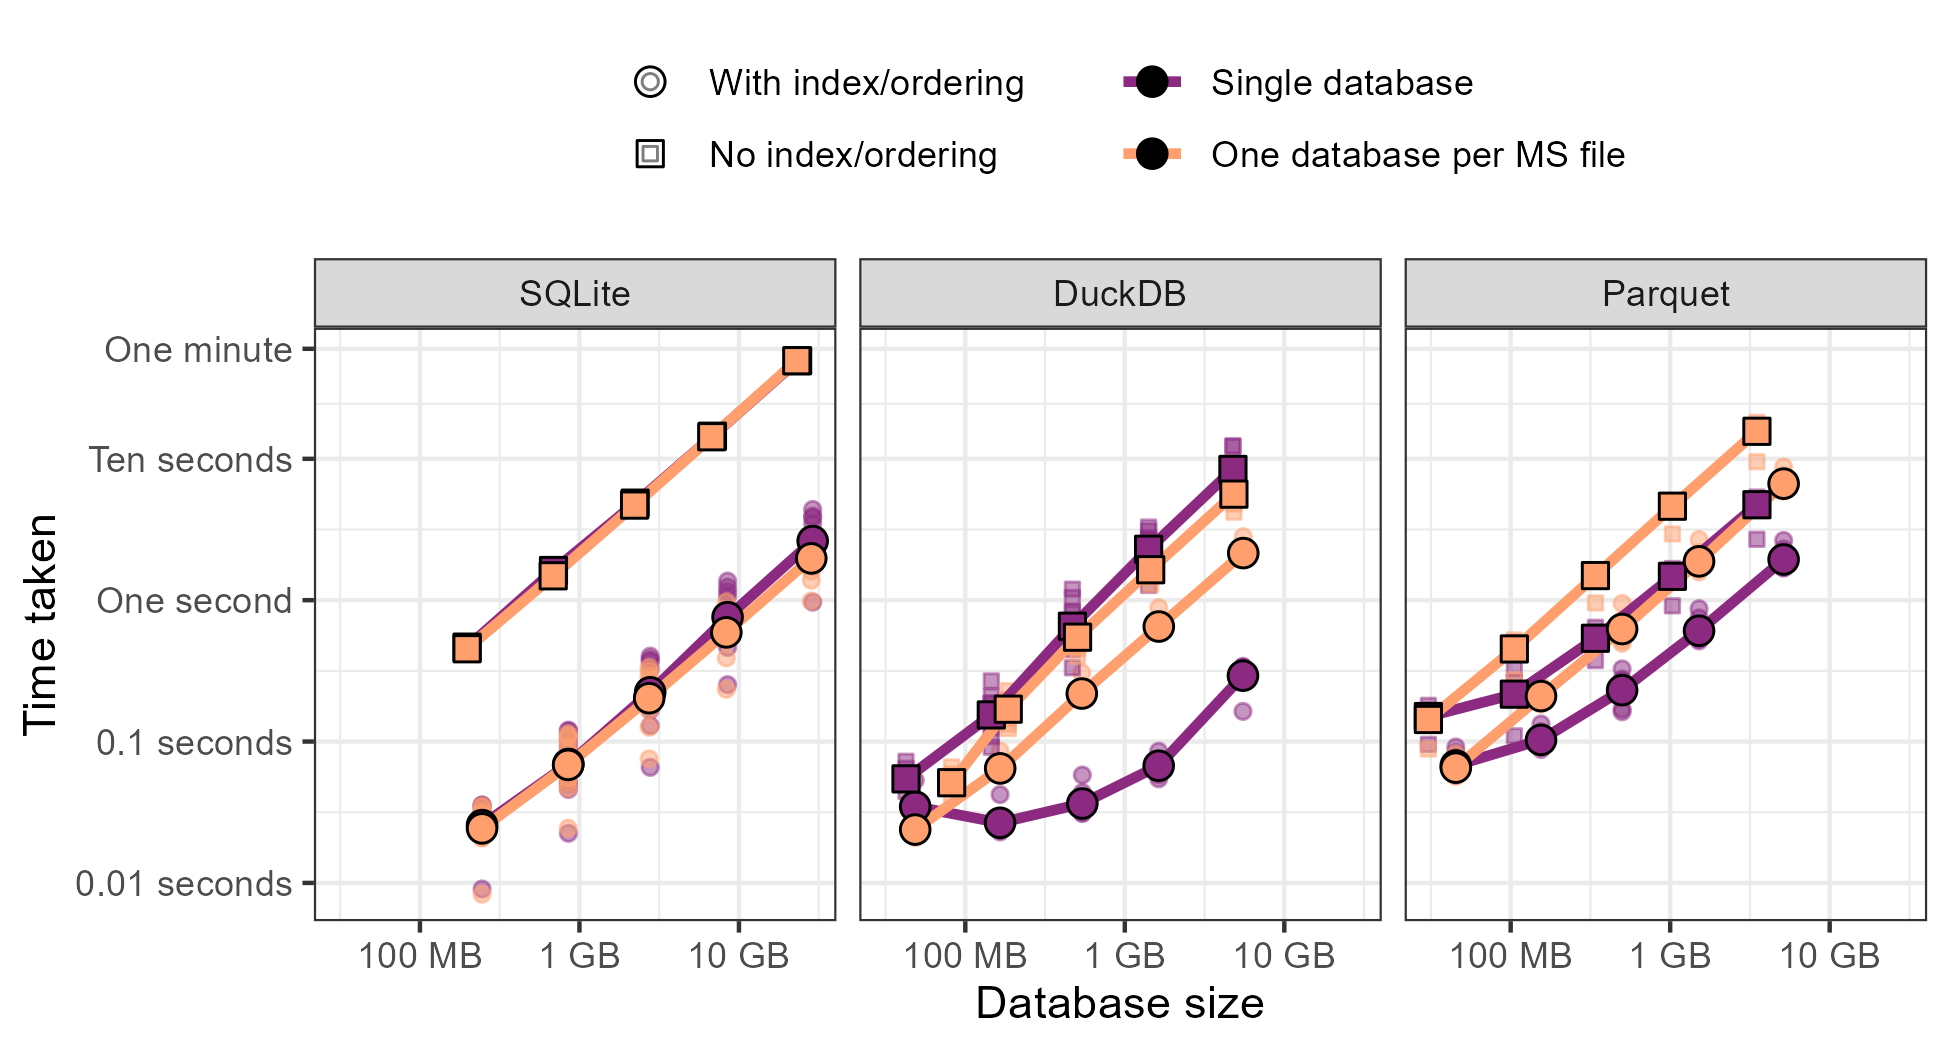 With index/ordering
Single database
No index/ordering
One database per MS file
SQLite
DuckDB
Parquet
One minute
Ten seconds
One second
0.1 seconds
0.01 seconds
Time taken
100 MB
1 GB
10 GB
100 MB
1 GB
10 GB
100 MB
1 GB
10 GB
Database size